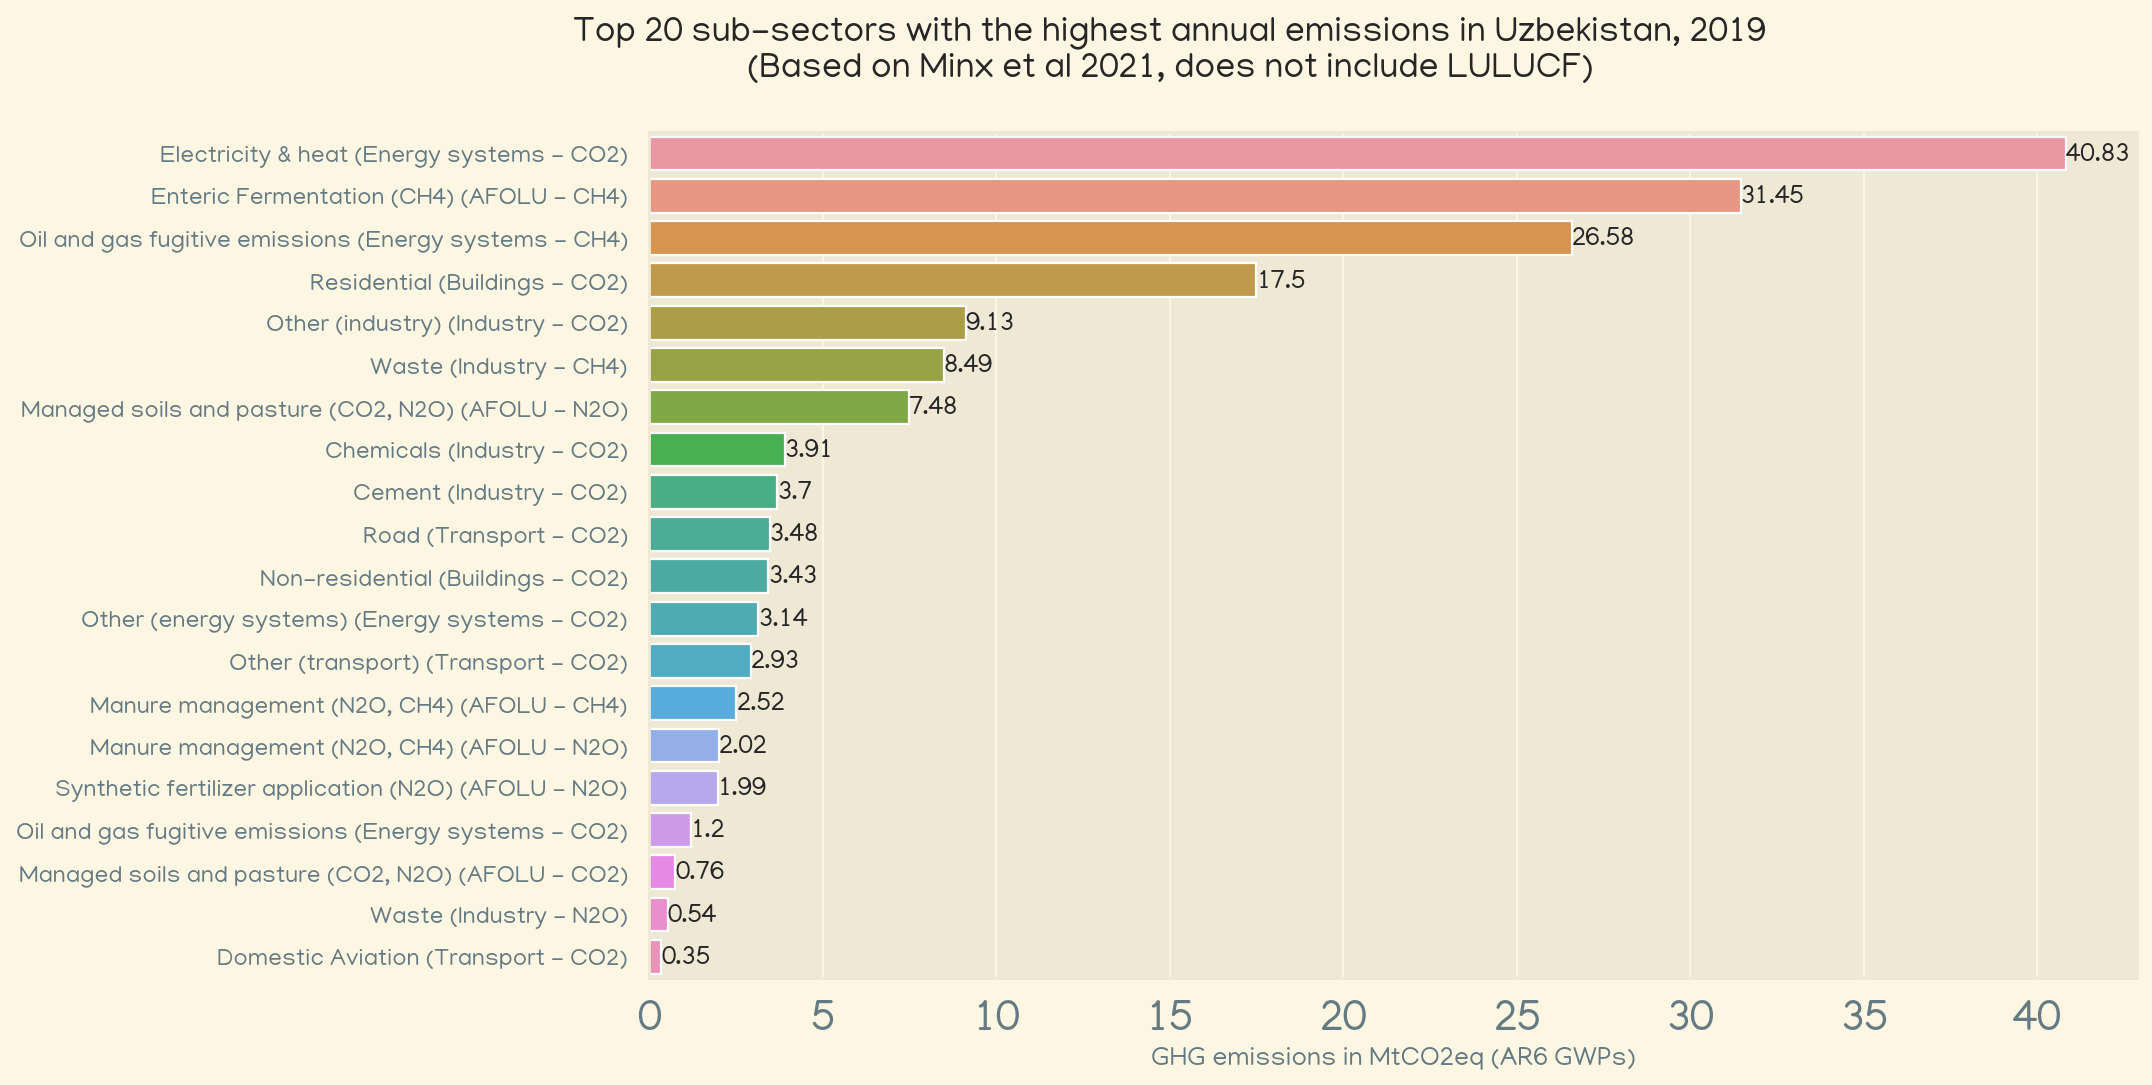 Top 20 sub-sectors with the highest annual emissions in Uzbekistan, 2019
(Based on Minx et al 2021, does not include LULUCF)
Electricity & heat (Energy systems - CO2) 40.83
Enteric Fermentation (CH4) (AFOLU - CH4) 31.45
Oil and gas fugitive emissions (Energy systems - CH4) 26.58
Residential (Buildings - CO2) 17.5
Other (industry) (Industry - CO2) 9.13
Waste (Industry - CH4) 8.49
Managed soils and pasture (CO2, N2O) (AFOLU - N2O) 7.48
Chemicals (Industry - CO2) 3.91
Cement (Industry - CO2) 3.7
Road (Transport - CO2) 3.48
Non-residential (Buildings - CO2) 3.43
Other (energy systems) (Energy systems - CO2) 3.14
Other (transport) (Transport - CO2) 2.93
Manure management (N2O, CH4) (AFOLU - CH4) 2.52
Manure management (N2O, CH4) (AFOLU - N2O) 2.02
Synthetic fertilizer application (N2O) (AFOLU - N2O) 1.99
Oil and gas fugitive emissions (Energy systems - CO2) 1.2
Managed soils and pasture (CO2, N2O) (AFOLU - CO2) 0.76
Waste (Industry - N2O) 0.54
Domestic Aviation (Transport - CO2) 0.35
0 5 10 15 20 25 30 35 40
GHG emissions in MtCO2eq (AR6 GWPs)